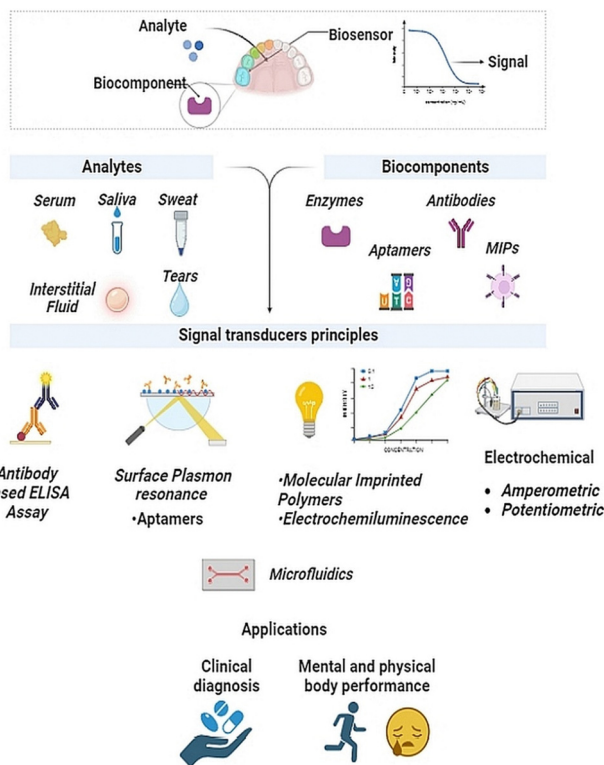 Analyte
Biosensor
Signal
Biocomponent
Analytes
Biocomponents
Serum
Saliva
Sweat
Enzymes
Antibodies
Aptamers
MIPs
Interstitial
Fluid
Tears
Signal transducers principles
CONCENTRATION
Antibody
sed ELISA
Assay
Surface Plasmon
resonance
•Aptamers
•Molecular Imprinted
Polymers
•Electrochemiluminescence
Electrochemical
• Amperometric
• Potentiometric
Microfluidics
Applications
Clinical
diagnosis
Mental and physical
body performance